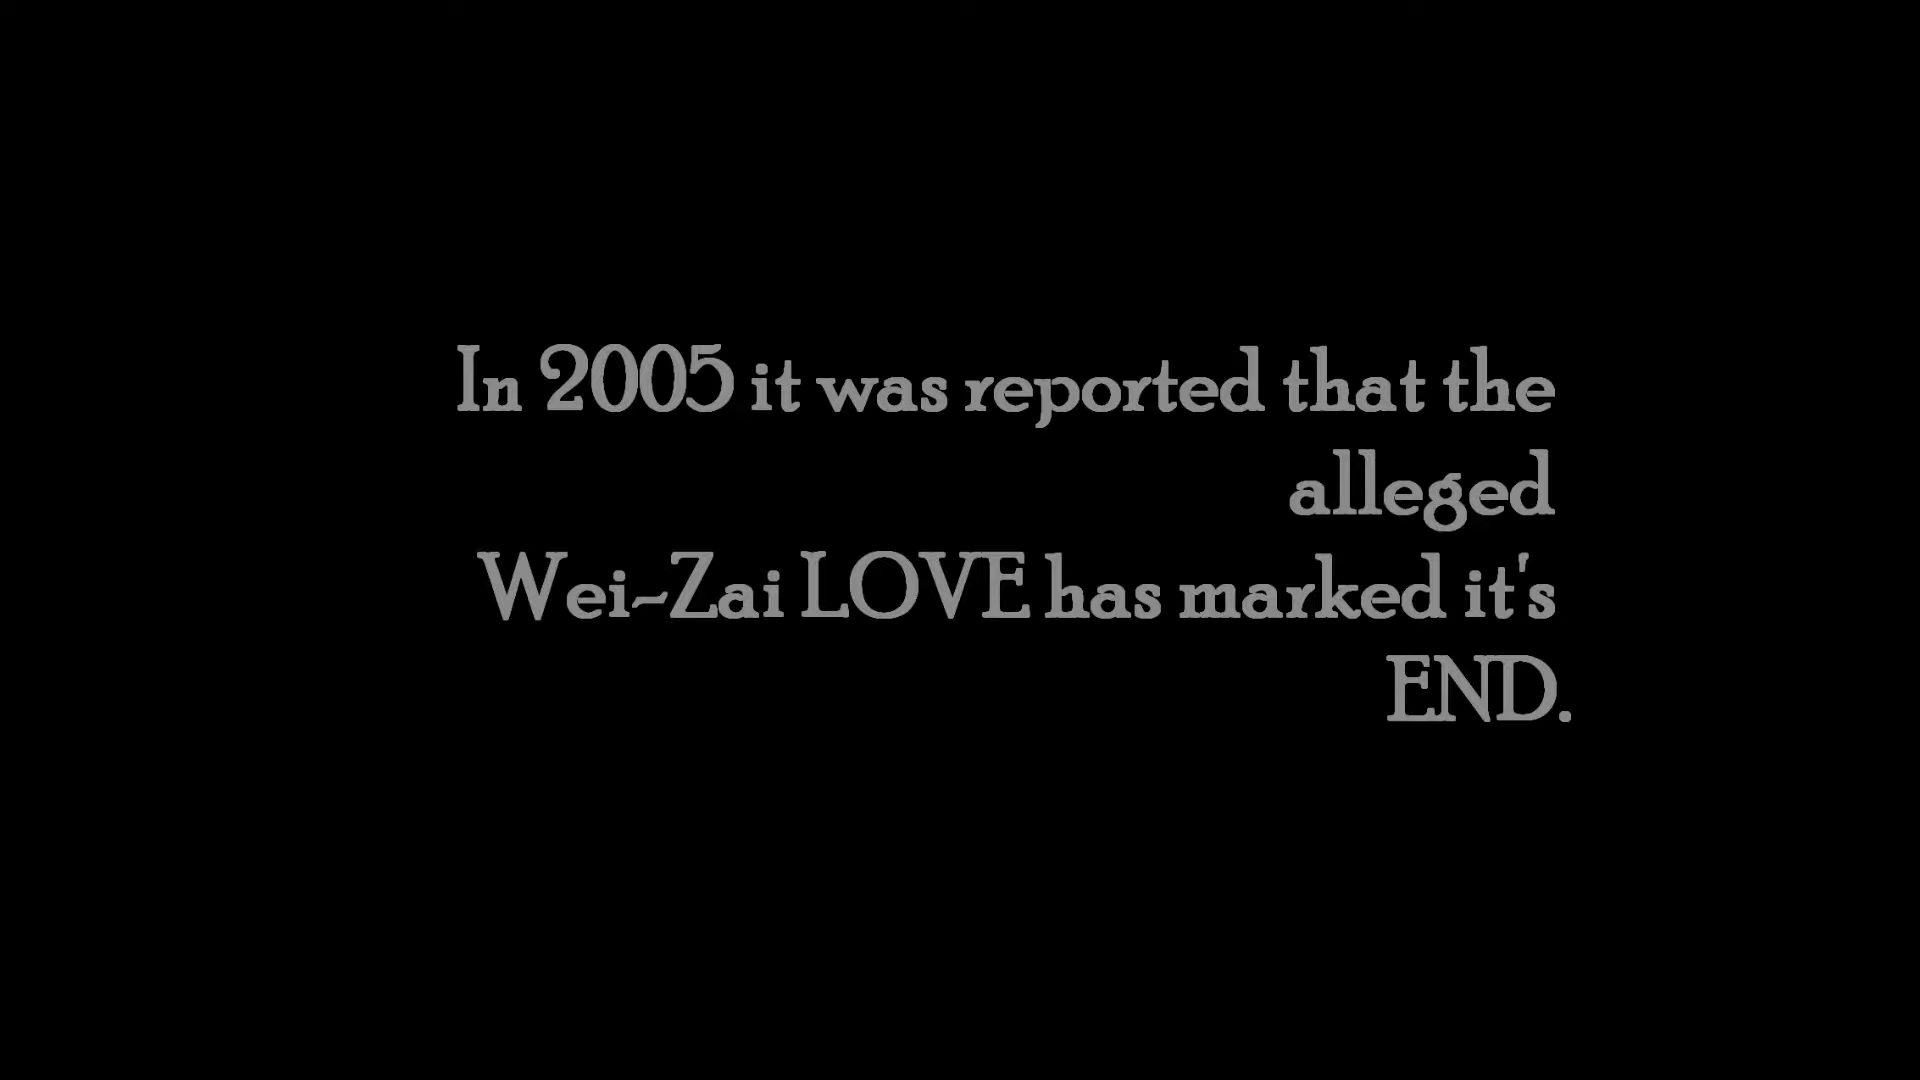 In 2005 it was reported that the
alleged
Wei-Zai LOVE has marked it's
END.